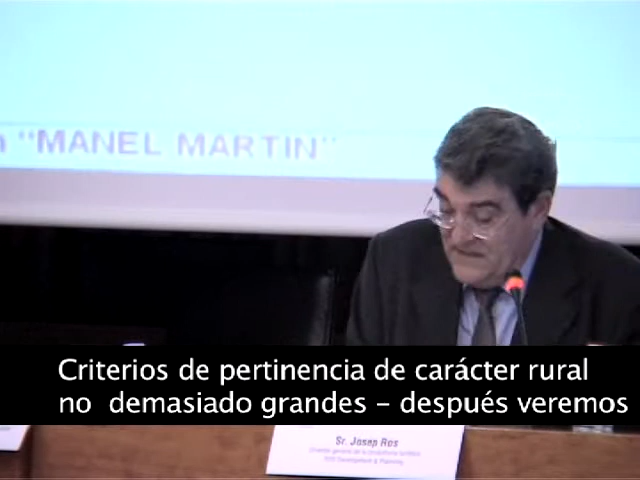 "MANEL MARTIN"
Criterios de pertinencia de carácter rural
no demasiado grandes – después veremos
Sr. Josep Ros